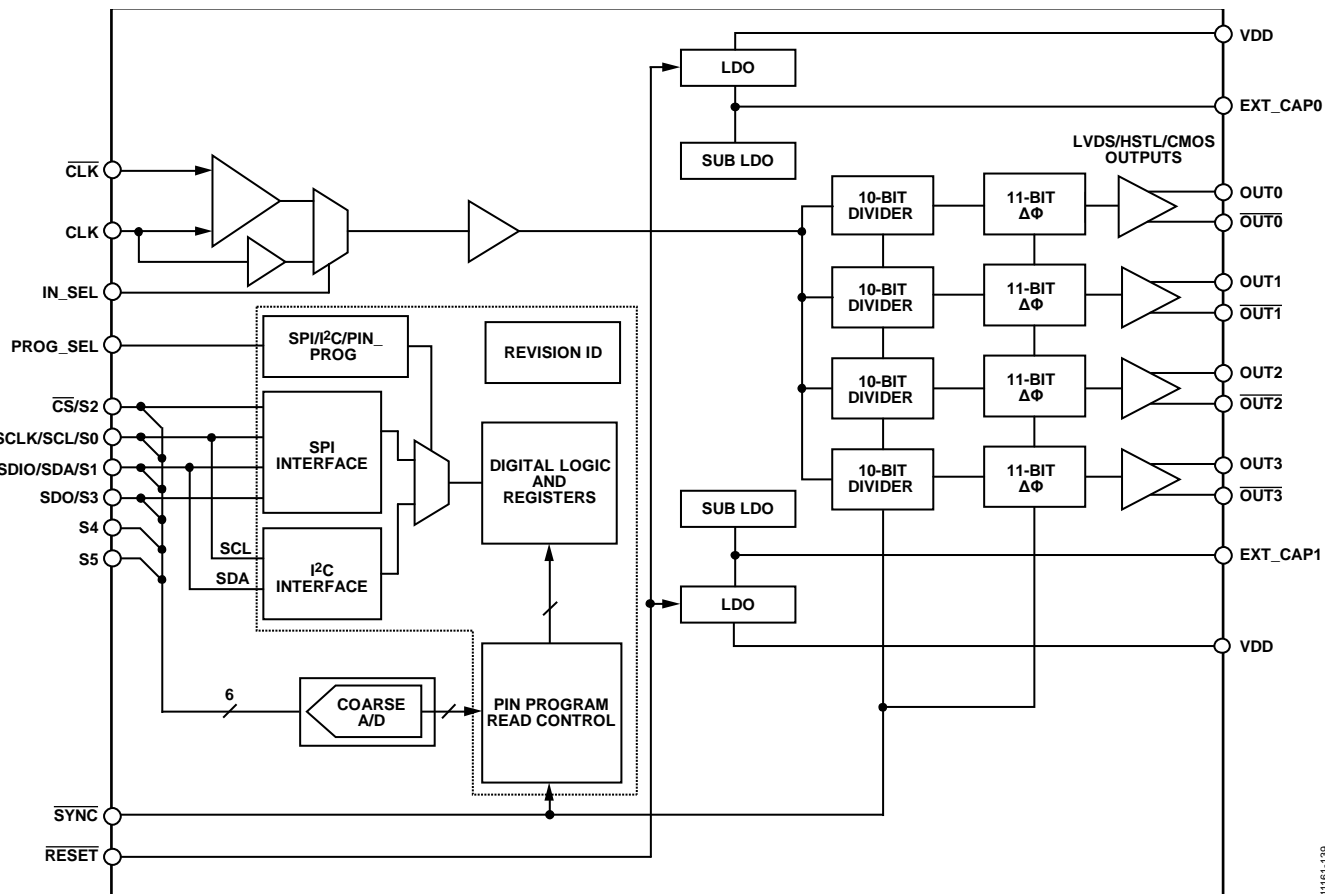 VDD
LDO
EXT_CAP0
SUB LDO
LVDS/HSTL/CMOS
OUTPUTS
CLK
CLK
IN_SEL
PROG_SEL
CS/S2
SCLK/SCL/S0
SDIO/SDA/S1
SDO/S3
S4
S5
SPI/I²C/PIN_
PROG
REVISION ID
SPI
INTERFACE
DIGITAL LOGIC
AND
REGISTERS
SCL
SDA
I²C
INTERFACE
10-BIT
DIVIDER
11-BIT
ΔΦ
OUT0
OUT0
10-BIT
DIVIDER
11-BIT
ΔΦ
OUT1
OUT1
10-BIT
DIVIDER
11-BIT
ΔΦ
OUT2
OUT2
10-BIT
DIVIDER
11-BIT
ΔΦ
OUT3
OUT3
SUB LDO
EXT_CAP1
LDO
VDD
6
COARSE
A/D
PIN PROGRAM
READ CONTROL
SYNC
RESET
11161-139